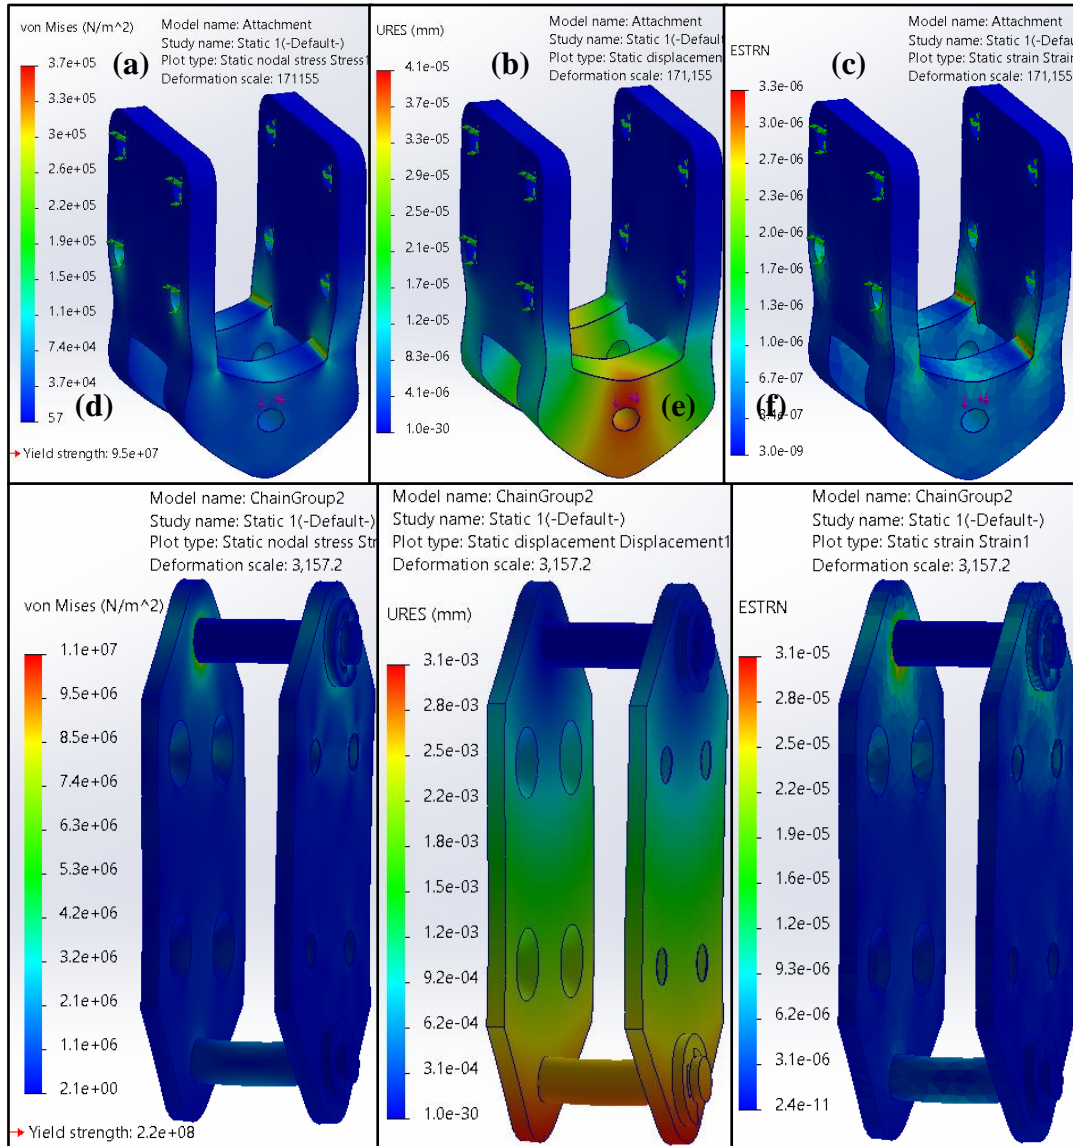 von Mises (N/m^2)
Model name: Attachment
Study name: Static 1(-Default-)
Plot type: Static nodal stress Stress1
Deformation scale: 171155
(a)
3.7e+05
3.3e+05
3e+05
2.6e+05
2.2e+05
1.9e+05
1.5e+05
1.1e+05
7.4e+04
3.7e+04
57
(d)
Yield strength: 9.5e+07
URES (mm)
Model name: Attachment
Study name: Static 1(-Default
Plot type: Static displacement
Deformation scale: 171,155
(b)
4.1e-05
3.7e-05
3.3e-05
2.9e-05
2.5e-05
2.1e-05
1.7e-05
1.2e-05
8.3e-06
4.1e-06
1.0e-30
(e)
ESTRN
Model name: Attachment
Study name: Static 1(-Defau
Plot type: Static strain Strain
Deformation scale: 171,155
(c)
3.3e-06
3.0e-06
2.7e-06
2.3e-06
2.0e-06
1.7e-06
1.3e-06
1.0e-06
6.7e-07
3.4e-07
3.0e-09
(f)
Model name: ChainGroup2
Study name: Static 1(-Default-)
Plot type: Static nodal stress Str
Deformation scale: 3,157.2
von Mises (N/m^2)
1.1e+07
9.5e+06
8.5e+06
7.4e+06
6.3e+06
5.3e+06
4.2e+06
3.2e+06
2.1e+06
1.1e+06
2.1e+00
Yield strength: 2.2e+08
Model name: ChainGroup2
Study name: Static 1(-Default-)
Plot type: Static displacement Displacement1
Deformation scale: 3,157.2
URES (mm)
3.1e-03
2.8e-03
2.5e-03
2.2e-03
1.8e-03
1.5e-03
1.2e-03
9.2e-04
6.2e-04
3.1e-04
1.0e-30
Model name: ChainGroup2
Study name: Static 1(-Default-)
Plot type: Static strain Strain1
Deformation scale: 3,157.2
ESTRN
3.1e-05
2.8e-05
2.5e-05
2.2e-05
1.9e-05
1.5e-05
1.2e-05
9.3e-06
6.2e-06
3.1e-06
2.4e-11